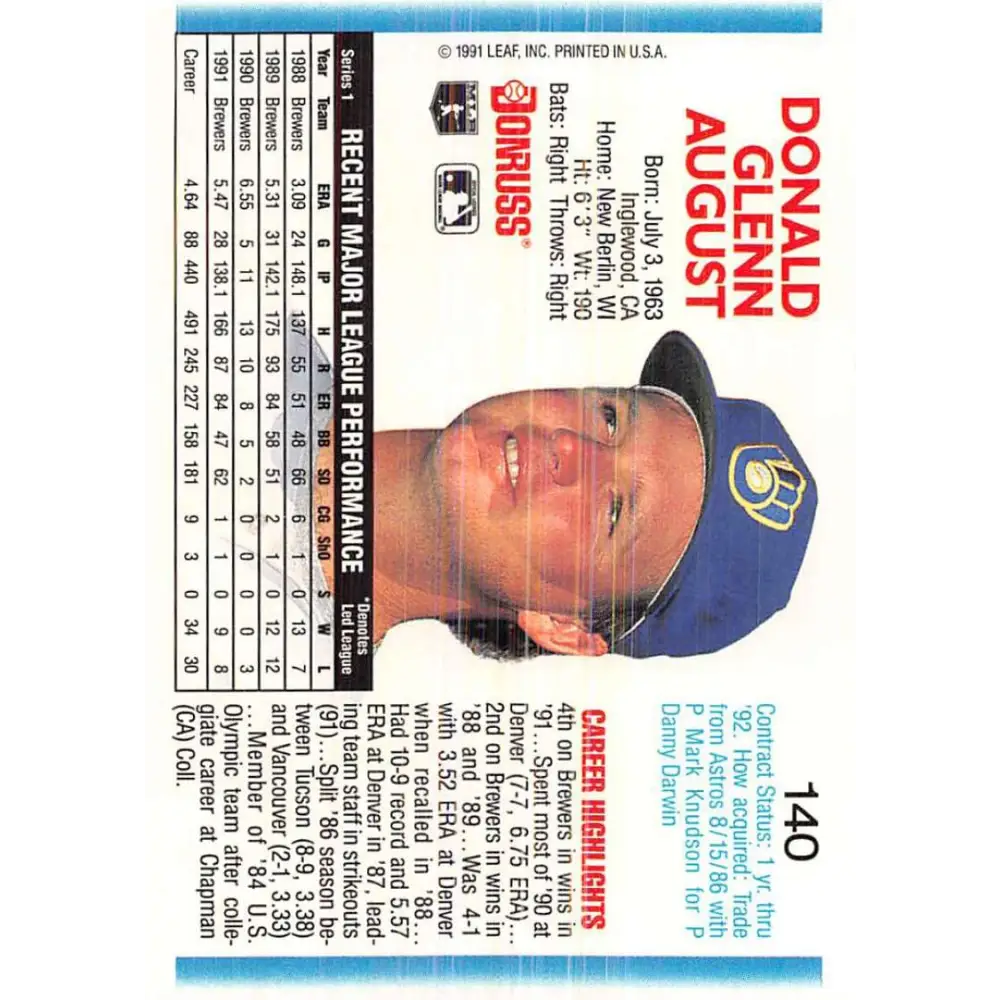 140
DONALD
GLENN
AUGUST
Born: July 3, 1963
Inglewood, CA
Home: New Berlin, WI
Ht: 6'3" Wt: 190
Bats: Right Throws: Right
DONRUSS®
© 1991 LEAF, INC. PRINTED IN U.S.A.
Contract Status: 1 yr. thru
'92. How acquired: Trade
from Astros 8/15/86 with
P Mark Knudson for P
Danny Darwin
CAREER HIGHLIGHTS
4th on Brewers in wins in
'91...Spent most of '90 at
Denver (7-7, 6.75 ERA)...
2nd on Brewers in wins in
'88 and '89...Was 4-1
with 3.52 ERA at Denver
when recalled in '88...
Had 10-9 record and 5.57
ERA at Denver in '87, lead-
ing team staff in strikeouts
(91)...Split '86 season be-
tween Tucson (8-9, 3.38)
and Vancouver (2-1, 3.33)
...Member of '84 U.S.
Olympic team after colle-
giate career at Chapman
(CA) Coll.
Series 1 RECENT MAJOR LEAGUE PERFORMANCE *Denotes
Led League
Year Team ERA G IP H R ER BB SO CG ShO S W L
1988 Brewers 3.09 24 148.1 137 55 51 48 66 6 1 0 13 7
1989 Brewers 5.31 31 142.1 175 93 84 58 51 2 1 0 12 12
1990 Brewers 6.55 5 11 13 10 8 5 2 0 0 0 0 3
1991 Brewers 5.47 28 138.1 166 87 84 47 62 1 1 0 9 8
Career 4.64 88 440 491 245 227 158 181 9 3 0 34 30